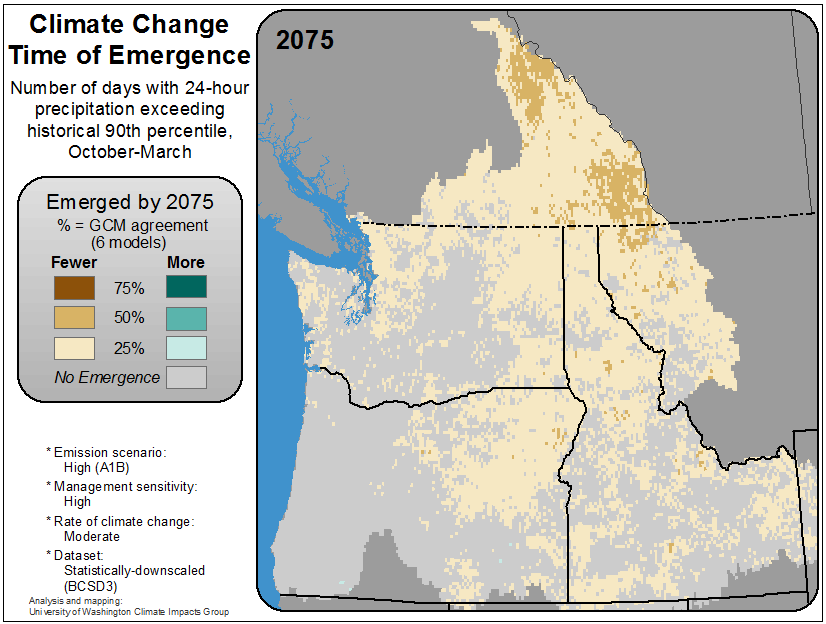 Climate Change
Time of Emergence
Number of days with 24-hour
precipitation exceeding
historical 90th percentile,
October-March
2075
Emerged by 2075
% = GCM agreement
(6 models)
Fewer More
75%
50%
25%
No Emergence
* Emission scenario:
High (A1B)
* Management sensitivity:
High
* Rate of climate change:
Moderate
* Dataset:
Statistically-downscaled
(BCSD3)
Analysis and mapping:
University of Washington Climate Impacts Group